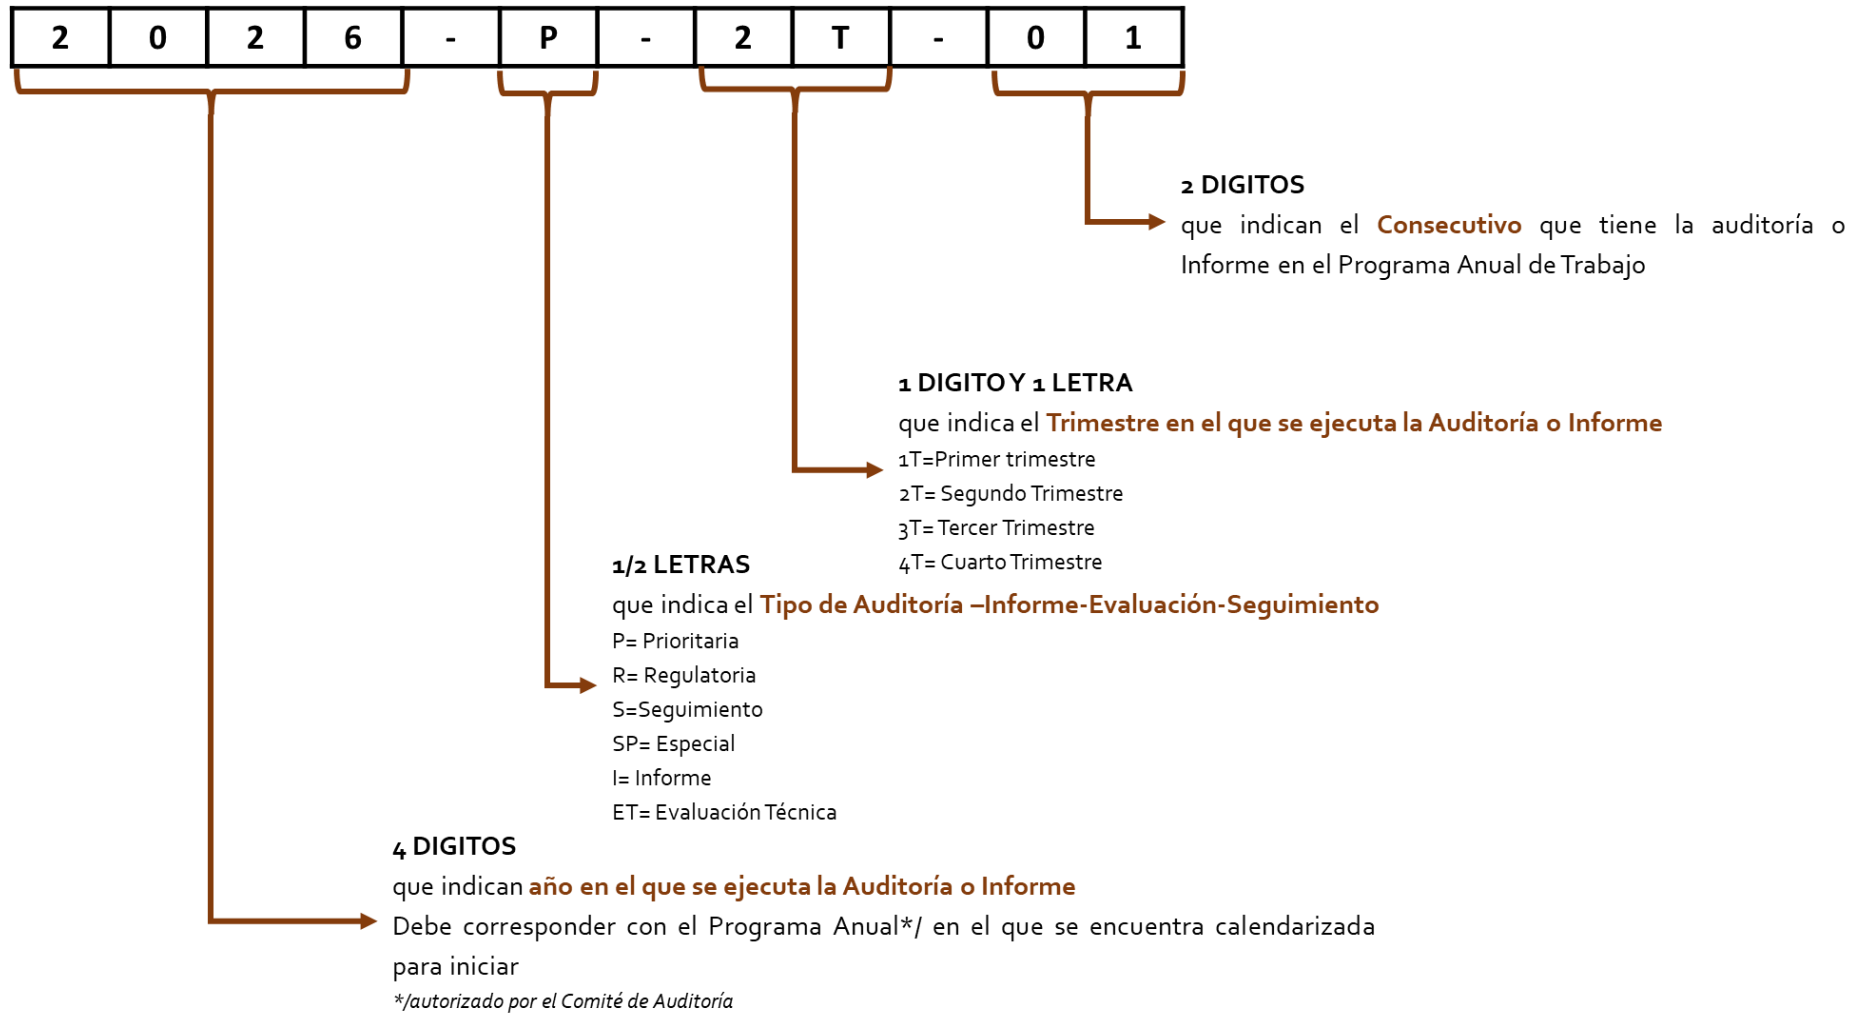 2 0 2 6 - P - 2 T - 0 1
2 DIGITOS
que indican el Consecutivo que tiene la auditoría o
Informe en el Programa Anual de Trabajo
1 DIGITO Y 1 LETRA
que indica el Trimestre en el que se ejecuta la Auditoría o Informe
1T=Primer trimestre
2T= Segundo Trimestre
3T= Tercer Trimestre
4T= Cuarto Trimestre
1/2 LETRAS
que indica el Tipo de Auditoría –Informe-Evaluación-Seguimiento
P= Prioritaria
R= Regulatoria
S=Seguimiento
SP= Especial
I= Informe
ET= Evaluación Técnica
4 DIGITOS
que indican año en el que se ejecuta la Auditoría o Informe
Debe corresponder con el Programa Anual*/ en el que se encuentra calendarizada
para iniciar
*/autorizado por el Comité de Auditoría